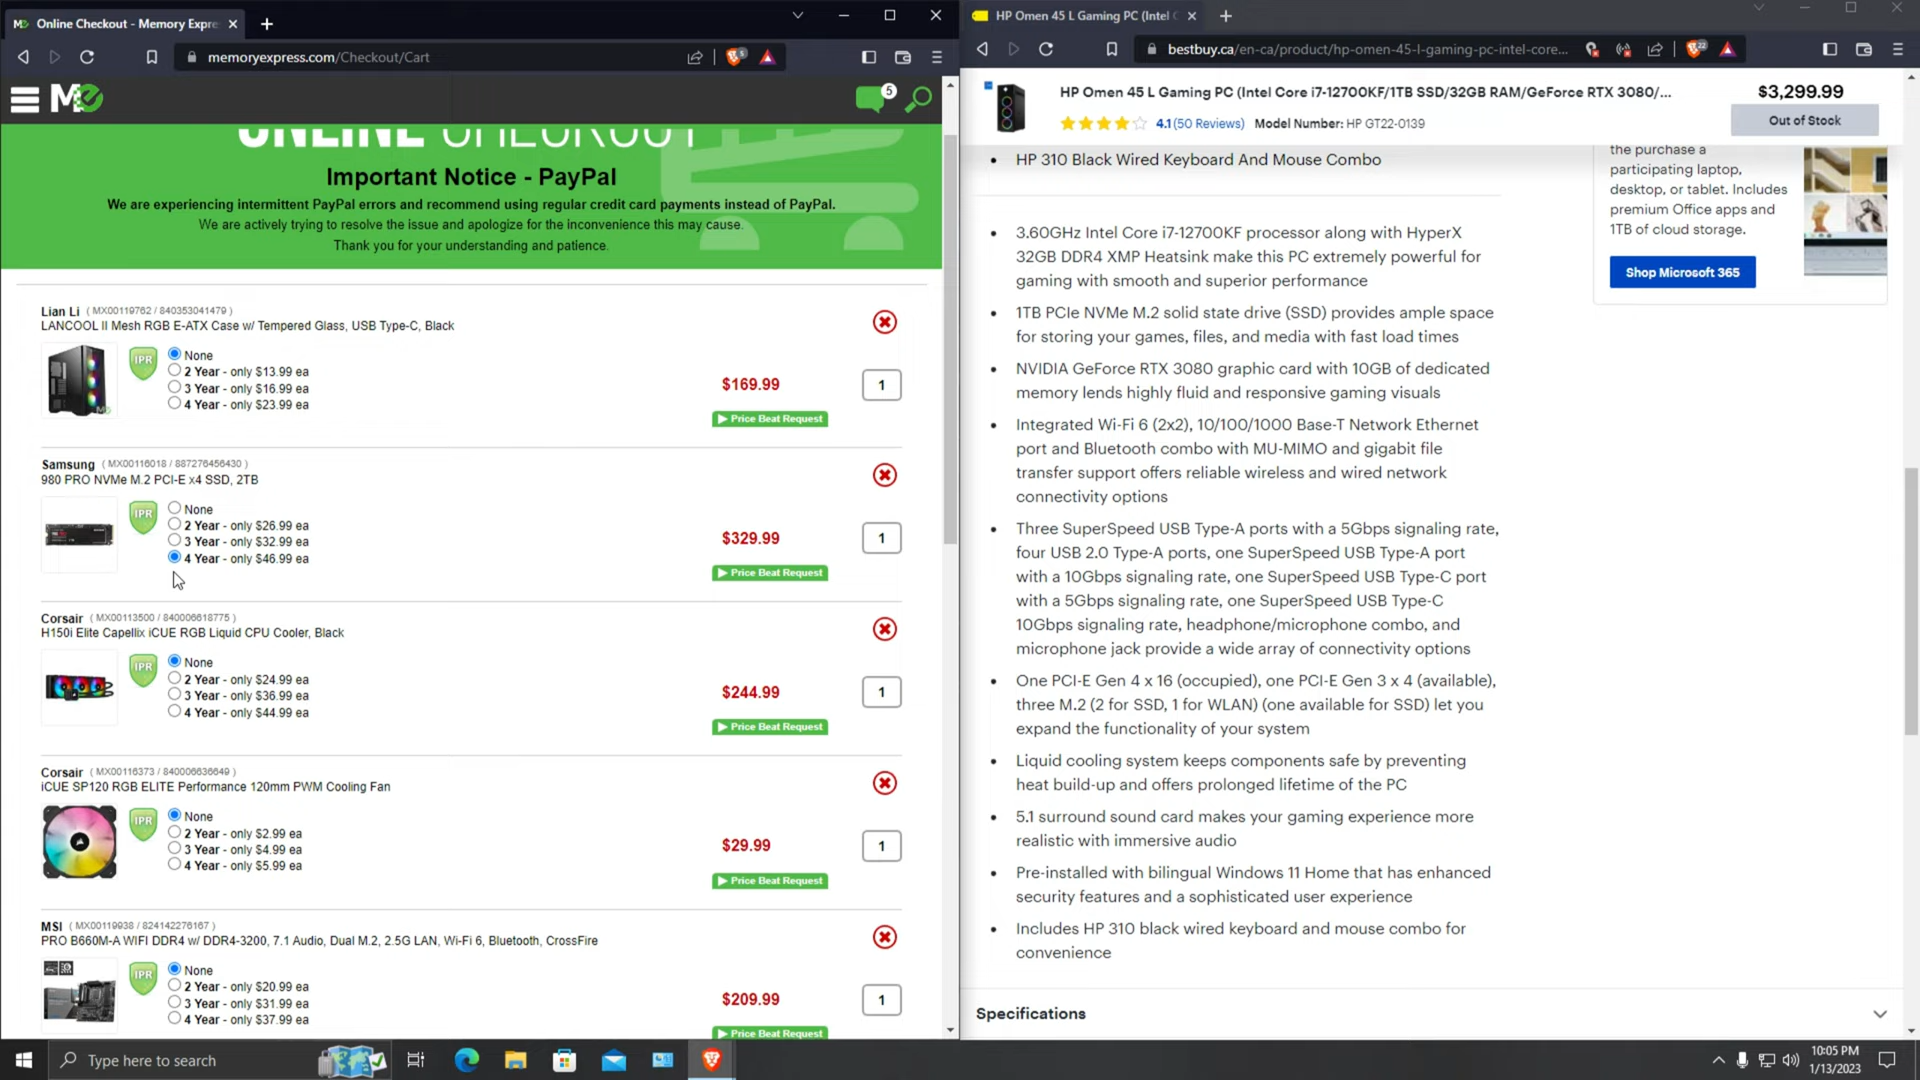 Online Checkout - Memory Expre
memoryexpress.com/Checkout/Cart
5
ME
5
ONLINE CHECKOUT
Important Notice - PayPal
We are experiencing intermittent PayPal errors and recommend using regular credit card payments instead of PayPal.
We are actively trying to resolve the issue and apologize for the inconvenience this may cause.
Thank you for your understanding and patience.
Lian Li ( MX00119762 / 840353041479 )
LANCOOL II Mesh RGB E-ATX Case w/ Tempered Glass, USB Type-C, Black
IPR
None
2 Year - only $13.99 ea
3 Year - only $16.99 ea
4 Year - only $23.99 ea
$169.99
1
Price Beat Request
Samsung ( MX00116018 / 887276456430 )
980 PRO NVMe M.2 PCI-E x4 SSD, 2TB
IPR
None
2 Year - only $26.99 ea
3 Year - only $32.99 ea
4 Year - only $46.99 ea
$329.99
1
Price Beat Request
Corsair ( MX00113500 / 840006618775 )
H150i Elite Capellix iCUE RGB Liquid CPU Cooler, Black
IPR
None
2 Year - only $24.99 ea
3 Year - only $36.99 ea
4 Year - only $44.99 ea
$244.99
1
Price Beat Request
Corsair ( MX00116373 / 840006636649 )
iCUE SP120 RGB ELITE Performance 120mm PWM Cooling Fan
IPR
None
2 Year - only $2.99 ea
3 Year - only $4.99 ea
4 Year - only $5.99 ea
$29.99
1
Price Beat Request
MSI ( MX00119938 / 824142276167 )
PRO B660M-A WIFI DDR4 w/ DDR4-3200, 7.1 Audio, Dual M.2, 2.5G LAN, Wi-Fi 6, Bluetooth, CrossFire
IPR
None
2 Year - only $20.99 ea
3 Year - only $31.99 ea
4 Year - only $37.99 ea
$209.99
1
Price Beat Request
HP Omen 45 L Gaming PC (Intel C
bestbuy.ca/en-ca/product/hp-omen-45-l-gaming-pc-intel-core...
22
HP Omen 45 L Gaming PC (Intel Core i7-12700KF/1TB SSD/32GB RAM/GeForce RTX 3080/...
4.1 (50 Reviews) Model Number: HP GT22-0139
$3,299.99
Out of Stock
HP 310 Black Wired Keyboard And Mouse Combo
3.60GHz Intel Core i7-12700KF processor along with HyperX
32GB DDR4 XMP Heatsink make this PC extremely powerful for
gaming with smooth and superior performance
1TB PCIe NVMe M.2 solid state drive (SSD) provides ample space
for storing your games, files, and media with fast load times
NVIDIA GeForce RTX 3080 graphic card with 10GB of dedicated
memory lends highly fluid and responsive gaming visuals
Integrated Wi-Fi 6 (2x2), 10/100/1000 Base-T Network Ethernet
port and Bluetooth combo with MU-MIMO and gigabit file
transfer support offers reliable wireless and wired network
connectivity options
Three SuperSpeed USB Type-A ports with a 5Gbps signaling rate,
four USB 2.0 Type-A ports, one SuperSpeed USB Type-A port
with a 10Gbps signaling rate, one SuperSpeed USB Type-C port
with a 5Gbps signaling rate, one SuperSpeed USB Type-C
10Gbps signaling rate, headphone/microphone combo, and
microphone jack provide a wide array of connectivity options
One PCI-E Gen 4 x 16 (occupied), one PCI-E Gen 3 x 4 (available),
three M.2 (2 for SSD, 1 for WLAN) (one available for SSD) let you
expand the functionality of your system
Liquid cooling system keeps components safe by preventing
heat build-up and offers prolonged lifetime of the PC
5.1 surround sound card makes your gaming experience more
realistic with immersive audio
Pre-installed with bilingual Windows 11 Home that has enhanced
security features and a sophisticated user experience
Includes HP 310 black wired keyboard and mouse combo for
convenience
Specifications
the purchase a
participating laptop,
desktop, or tablet. Includes
premium Office apps and
1TB of cloud storage.
Shop Microsoft 365
Type here to search
10:05 PM
1/13/2023